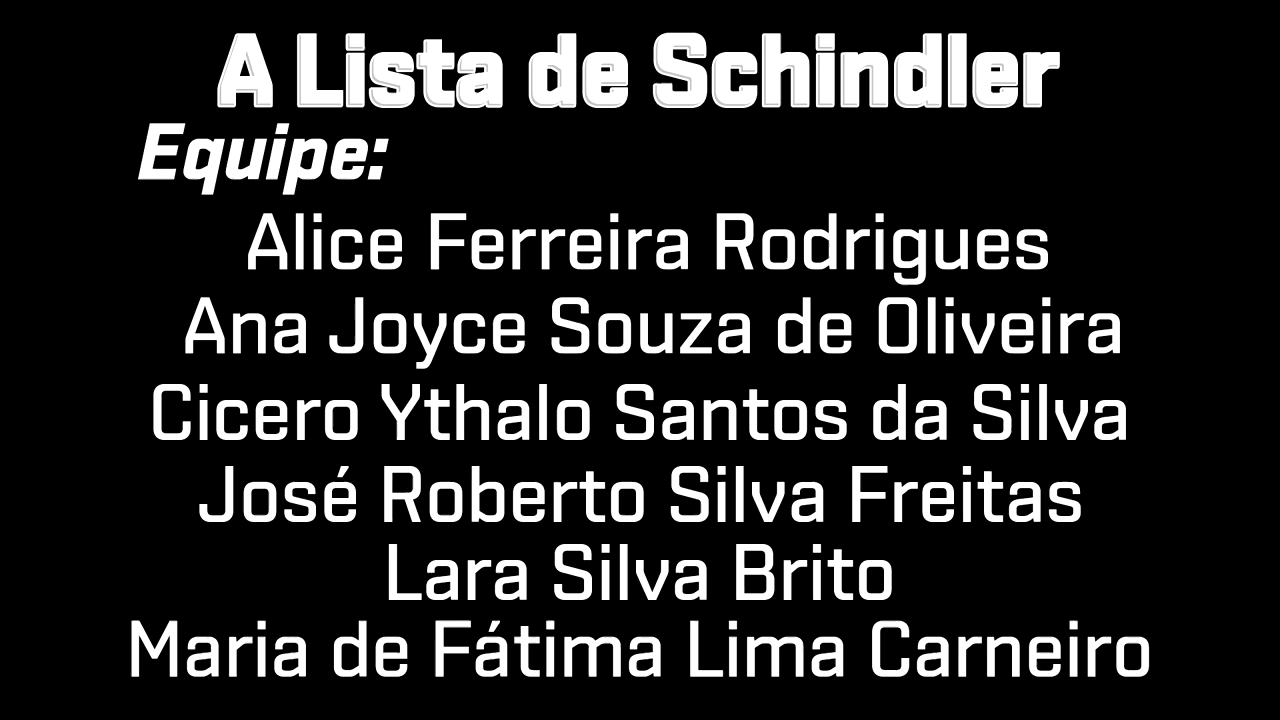 A Lista de Schindler
Equipe:
Alice Ferreira Rodrigues
Ana Joyce Souza de Oliveira
Cicero Ythalo Santos da Silva
José Roberto Silva Freitas
Lara Silva Brito
Maria de Fátima Lima Carneiro